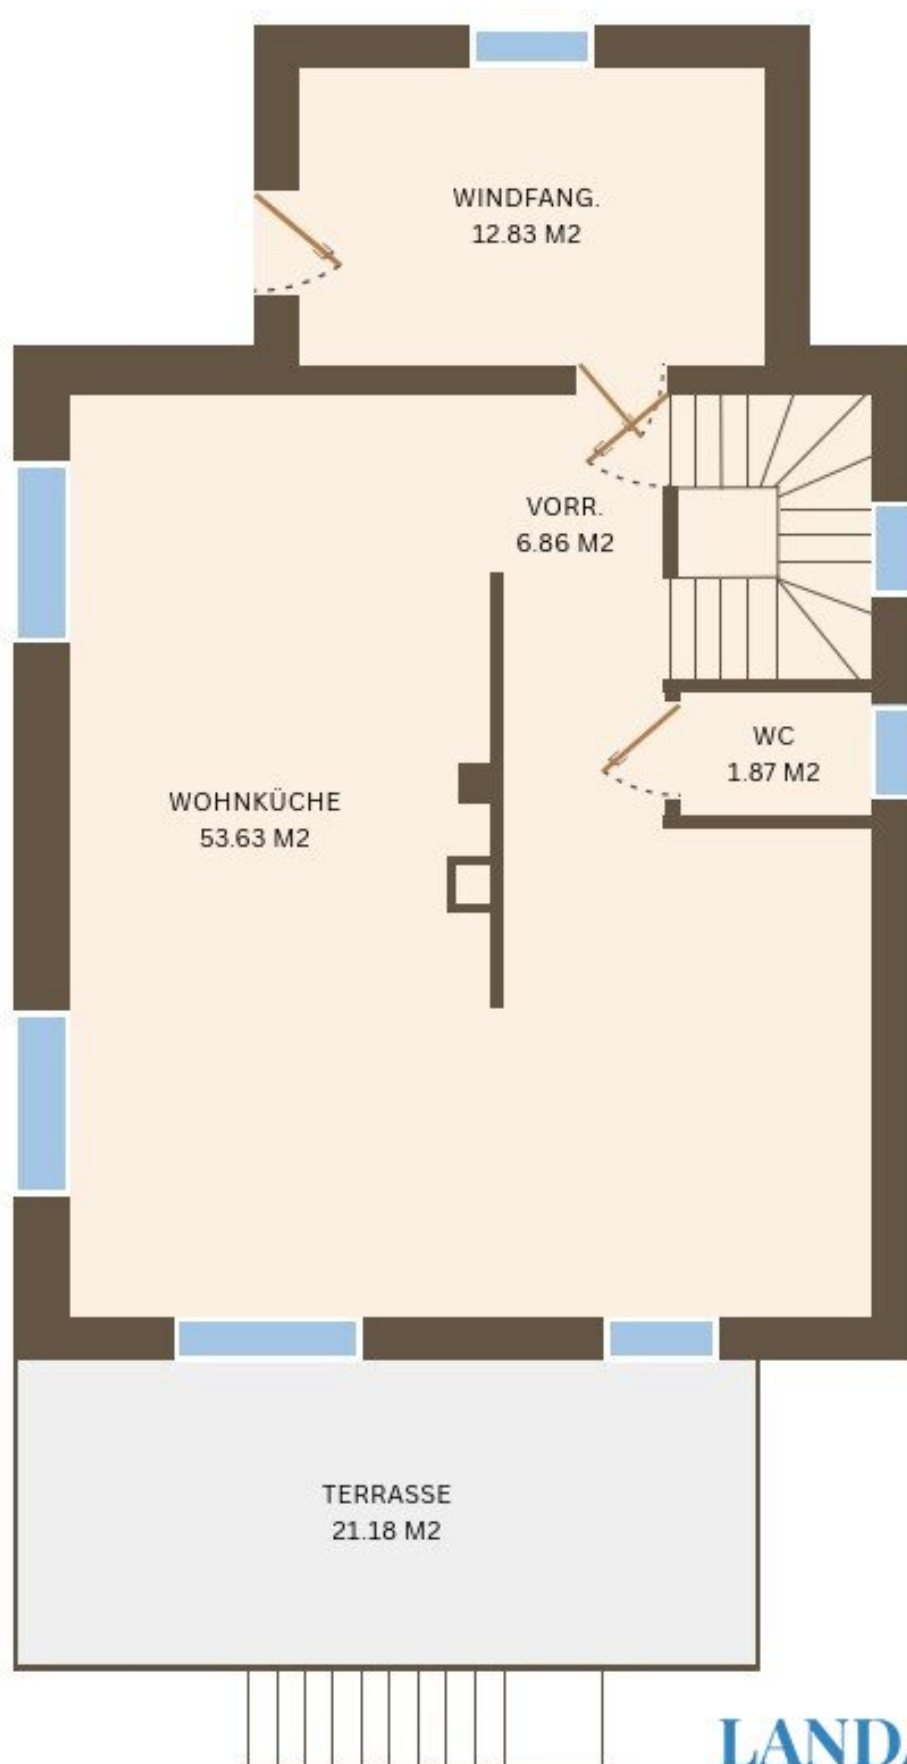 WINDFANG.
12.83 M2
VORR.
6.86 M2
WC
1.87 M2
WOHNKÜCHE
53.63 M2
TERRASSE
21.18 M2